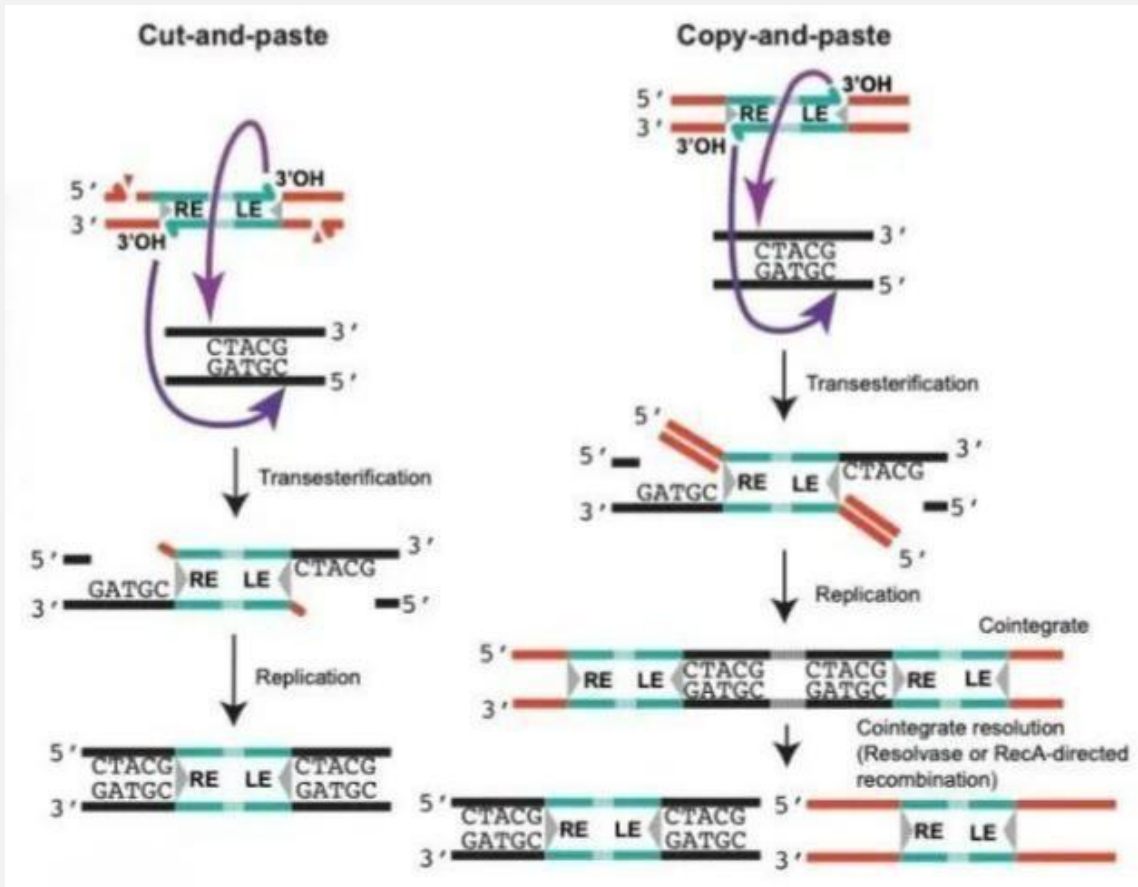 Cut-and-paste
3'OH
5'
RE LE
3'
3'OH
3'
CTACG
GATGC
5'
Transesterification
3'
5'
RE LE CTACG
GATGC
3'
5'
Replication
5'
CTACG RE LE CTACG
GATGC GATGC
3'
Copy-and-paste
3'OH
5'
RE LE
3'
3'OH
3'
CTACG
GATGC
5'
Transesterification
5'
3'
5'
RE LE CTACG
GATGC
3'
5'
5'
Replication
Cointegrate
5'
RE LE CTACG CTACG RE LE
GATGC GATGC
3'
Cointegrate resolution
(Resolvase or RecA-directed
recombination)
5' 5'
CTACG RE LE CTACG RE LE
GATGC GATGC
3' 3'